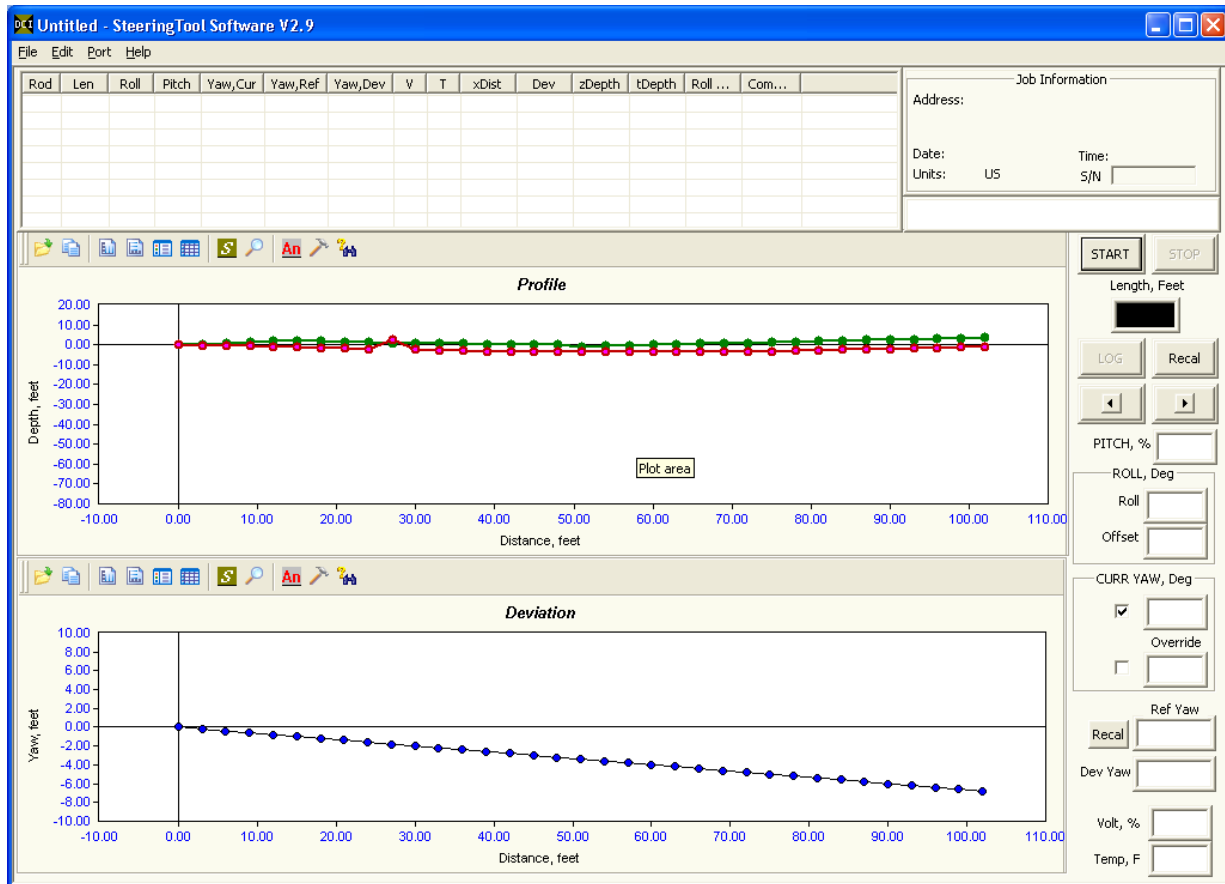 DCI Untitled - SteeringTool Software V2.9
File Edit Port Help
Rod Len Roll Pitch Yaw,Cur Yaw,Ref Yaw,Dev V T xDist Dev zDepth tDepth Roll ... Com...
Job Information
Address:
Date: Time:
Units: US S/N
S An
START STOP
Length, Feet
LOG Recal
PITCH, %
ROLL, Deg
Roll
Offset
CURR YAW, Deg
Override
Ref Yaw
Recal
Dev Yaw
Volt, %
Temp, F
Profile
20.00
10.00
0.00
-10.00
-20.00
-30.00
-40.00
-50.00
-60.00
-70.00
-80.00
Depth, feet
Plot area
-10.00 0.00 10.00 20.00 30.00 40.00 50.00 60.00 70.00 80.00 90.00 100.00 110.00
Distance, feet
S An
Deviation
10.00
8.00
6.00
4.00
2.00
0.00
-2.00
-4.00
-6.00
-8.00
-10.00
Yaw, feet
-10.00 0.00 10.00 20.00 30.00 40.00 50.00 60.00 70.00 80.00 90.00 100.00 110.00
Distance, feet